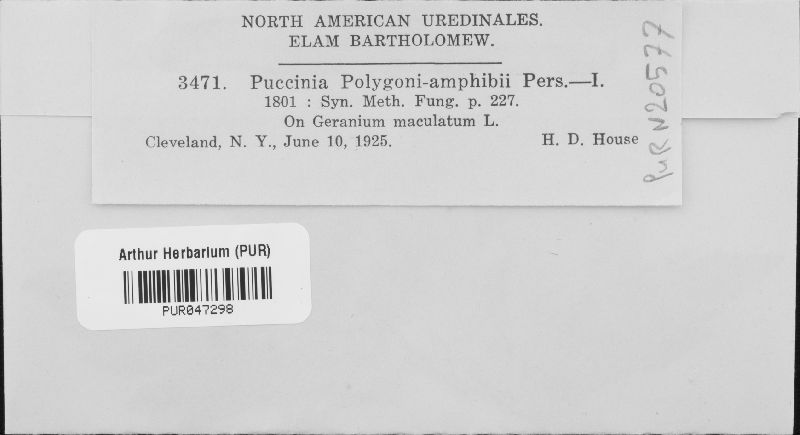 NORTH AMERICAN UREDINALES.
ELAM BARTHOLOMEW.
3471. Puccinia Polygoni-amphibii Pers.—I.
1801 : Syn. Meth. Fung. p. 227.
On Geranium maculatum L.
Cleveland, N. Y., June 10, 1925. H. D. House
PUR N20577
Arthur Herbarium (PUR)
PUR047298